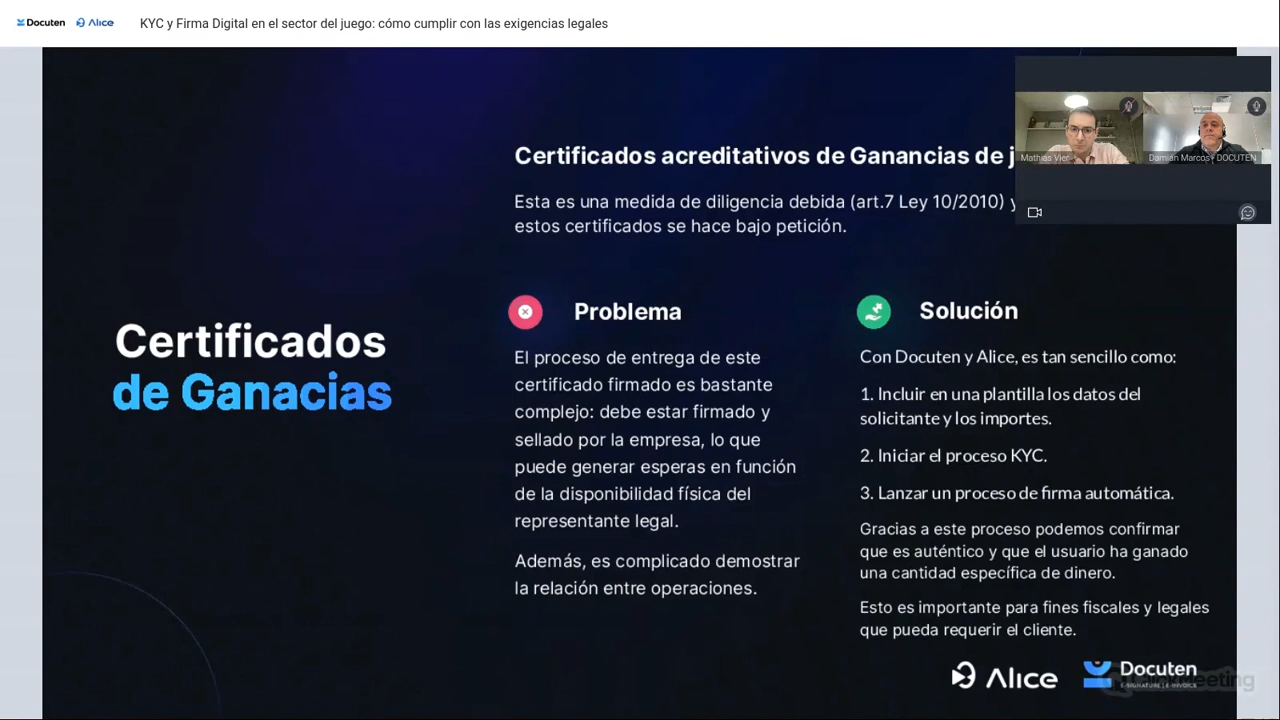 Docuten
Alice
KYC y Firma Digital en el sector del juego: cómo cumplir con las exigencias legales
Certificados acreditativos de Ganancias de j
Mathias Vier
Damián Marcos - DOCUTEN
Esta es una medida de diligencia debida (art.7 Ley 10/2010) y
estos certificados se hace bajo petición.
Certificados
de Ganacias
Problema
El proceso de entrega de este
certificado firmado es bastante
complejo: debe estar firmado y
sellado por la empresa, lo que
puede generar esperas en función
de la disponibilidad física del
representante legal.
Además, es complicado demostrar
la relación entre operaciones.
Solución
Con Docuten y Alice, es tan sencillo como:
1. Incluir en una plantilla los datos del
solicitante y los importes.
2. Iniciar el proceso KYC.
3. Lanzar un proceso de firma automática.
Gracias a este proceso podemos confirmar
que es auténtico y que el usuario ha ganado
una cantidad específica de dinero.
Esto es importante para fines fiscales y legales
que pueda requerir el cliente.
Alice
Docuten
E-SIGNATURE | E-INVOICE